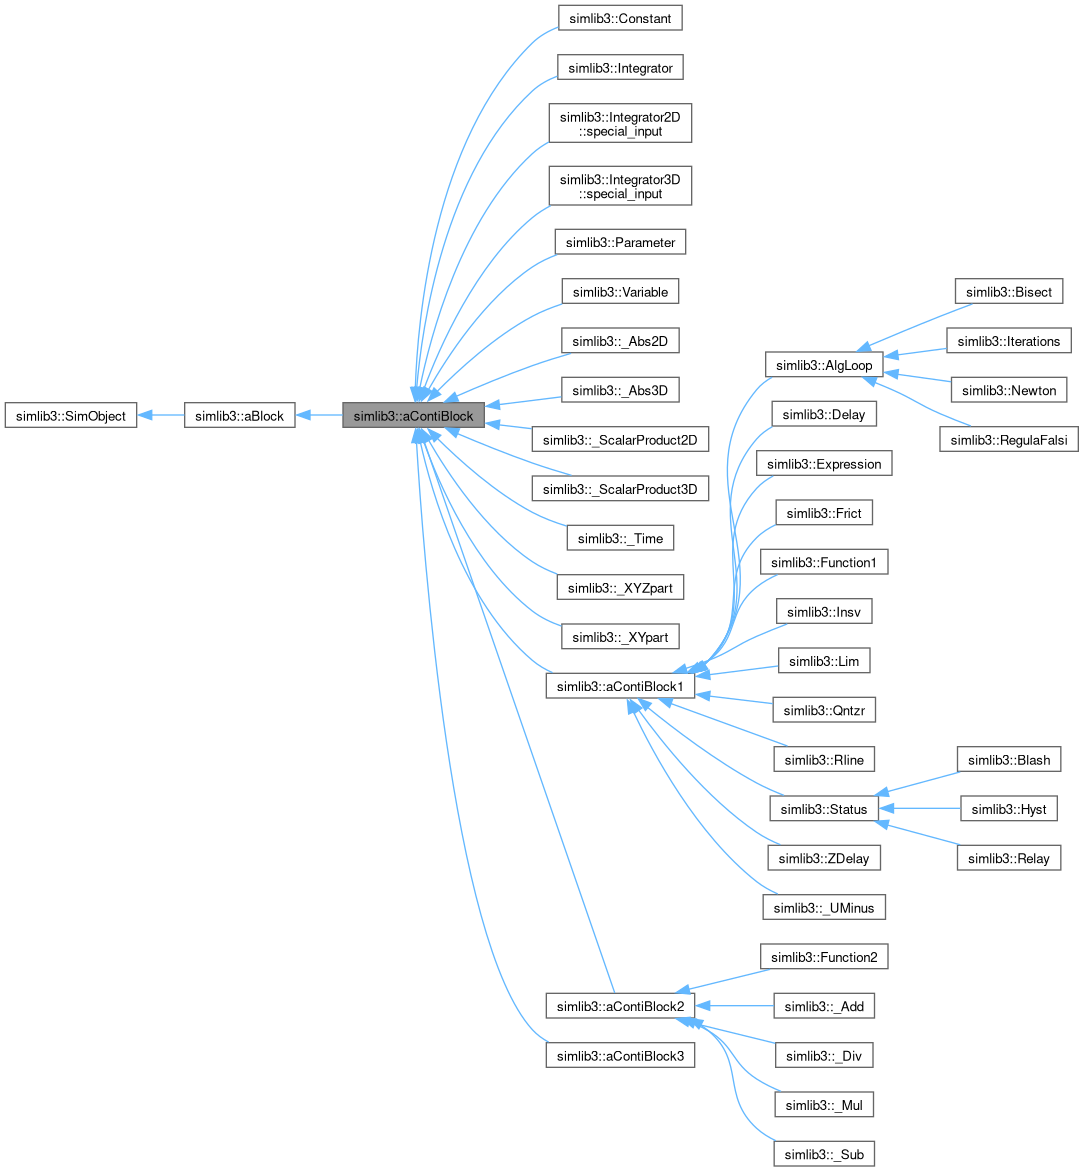 simlib3::SimObject
simlib3::aBlock
simlib3::aContiBlock
simlib3::Constant
simlib3::Integrator
simlib3::Integrator2D
::special_input
simlib3::Integrator3D
::special_input
simlib3::Parameter
simlib3::Variable
simlib3::_Abs2D
simlib3::_Abs3D
simlib3::_ScalarProduct2D
simlib3::_ScalarProduct3D
simlib3::_Time
simlib3::_XYZpart
simlib3::_XYpart
simlib3::aContiBlock1
simlib3::aContiBlock2
simlib3::aContiBlock3
simlib3::AlgLoop
simlib3::Delay
simlib3::Expression
simlib3::Frict
simlib3::Function1
simlib3::Insv
simlib3::Lim
simlib3::Qntzr
simlib3::Rline
simlib3::Status
simlib3::ZDelay
simlib3::_UMinus
simlib3::Function2
simlib3::_Add
simlib3::_Div
simlib3::_Mul
simlib3::_Sub
simlib3::Bisect
simlib3::Iterations
simlib3::Newton
simlib3::RegulaFalsi
simlib3::Blash
simlib3::Hyst
simlib3::Relay